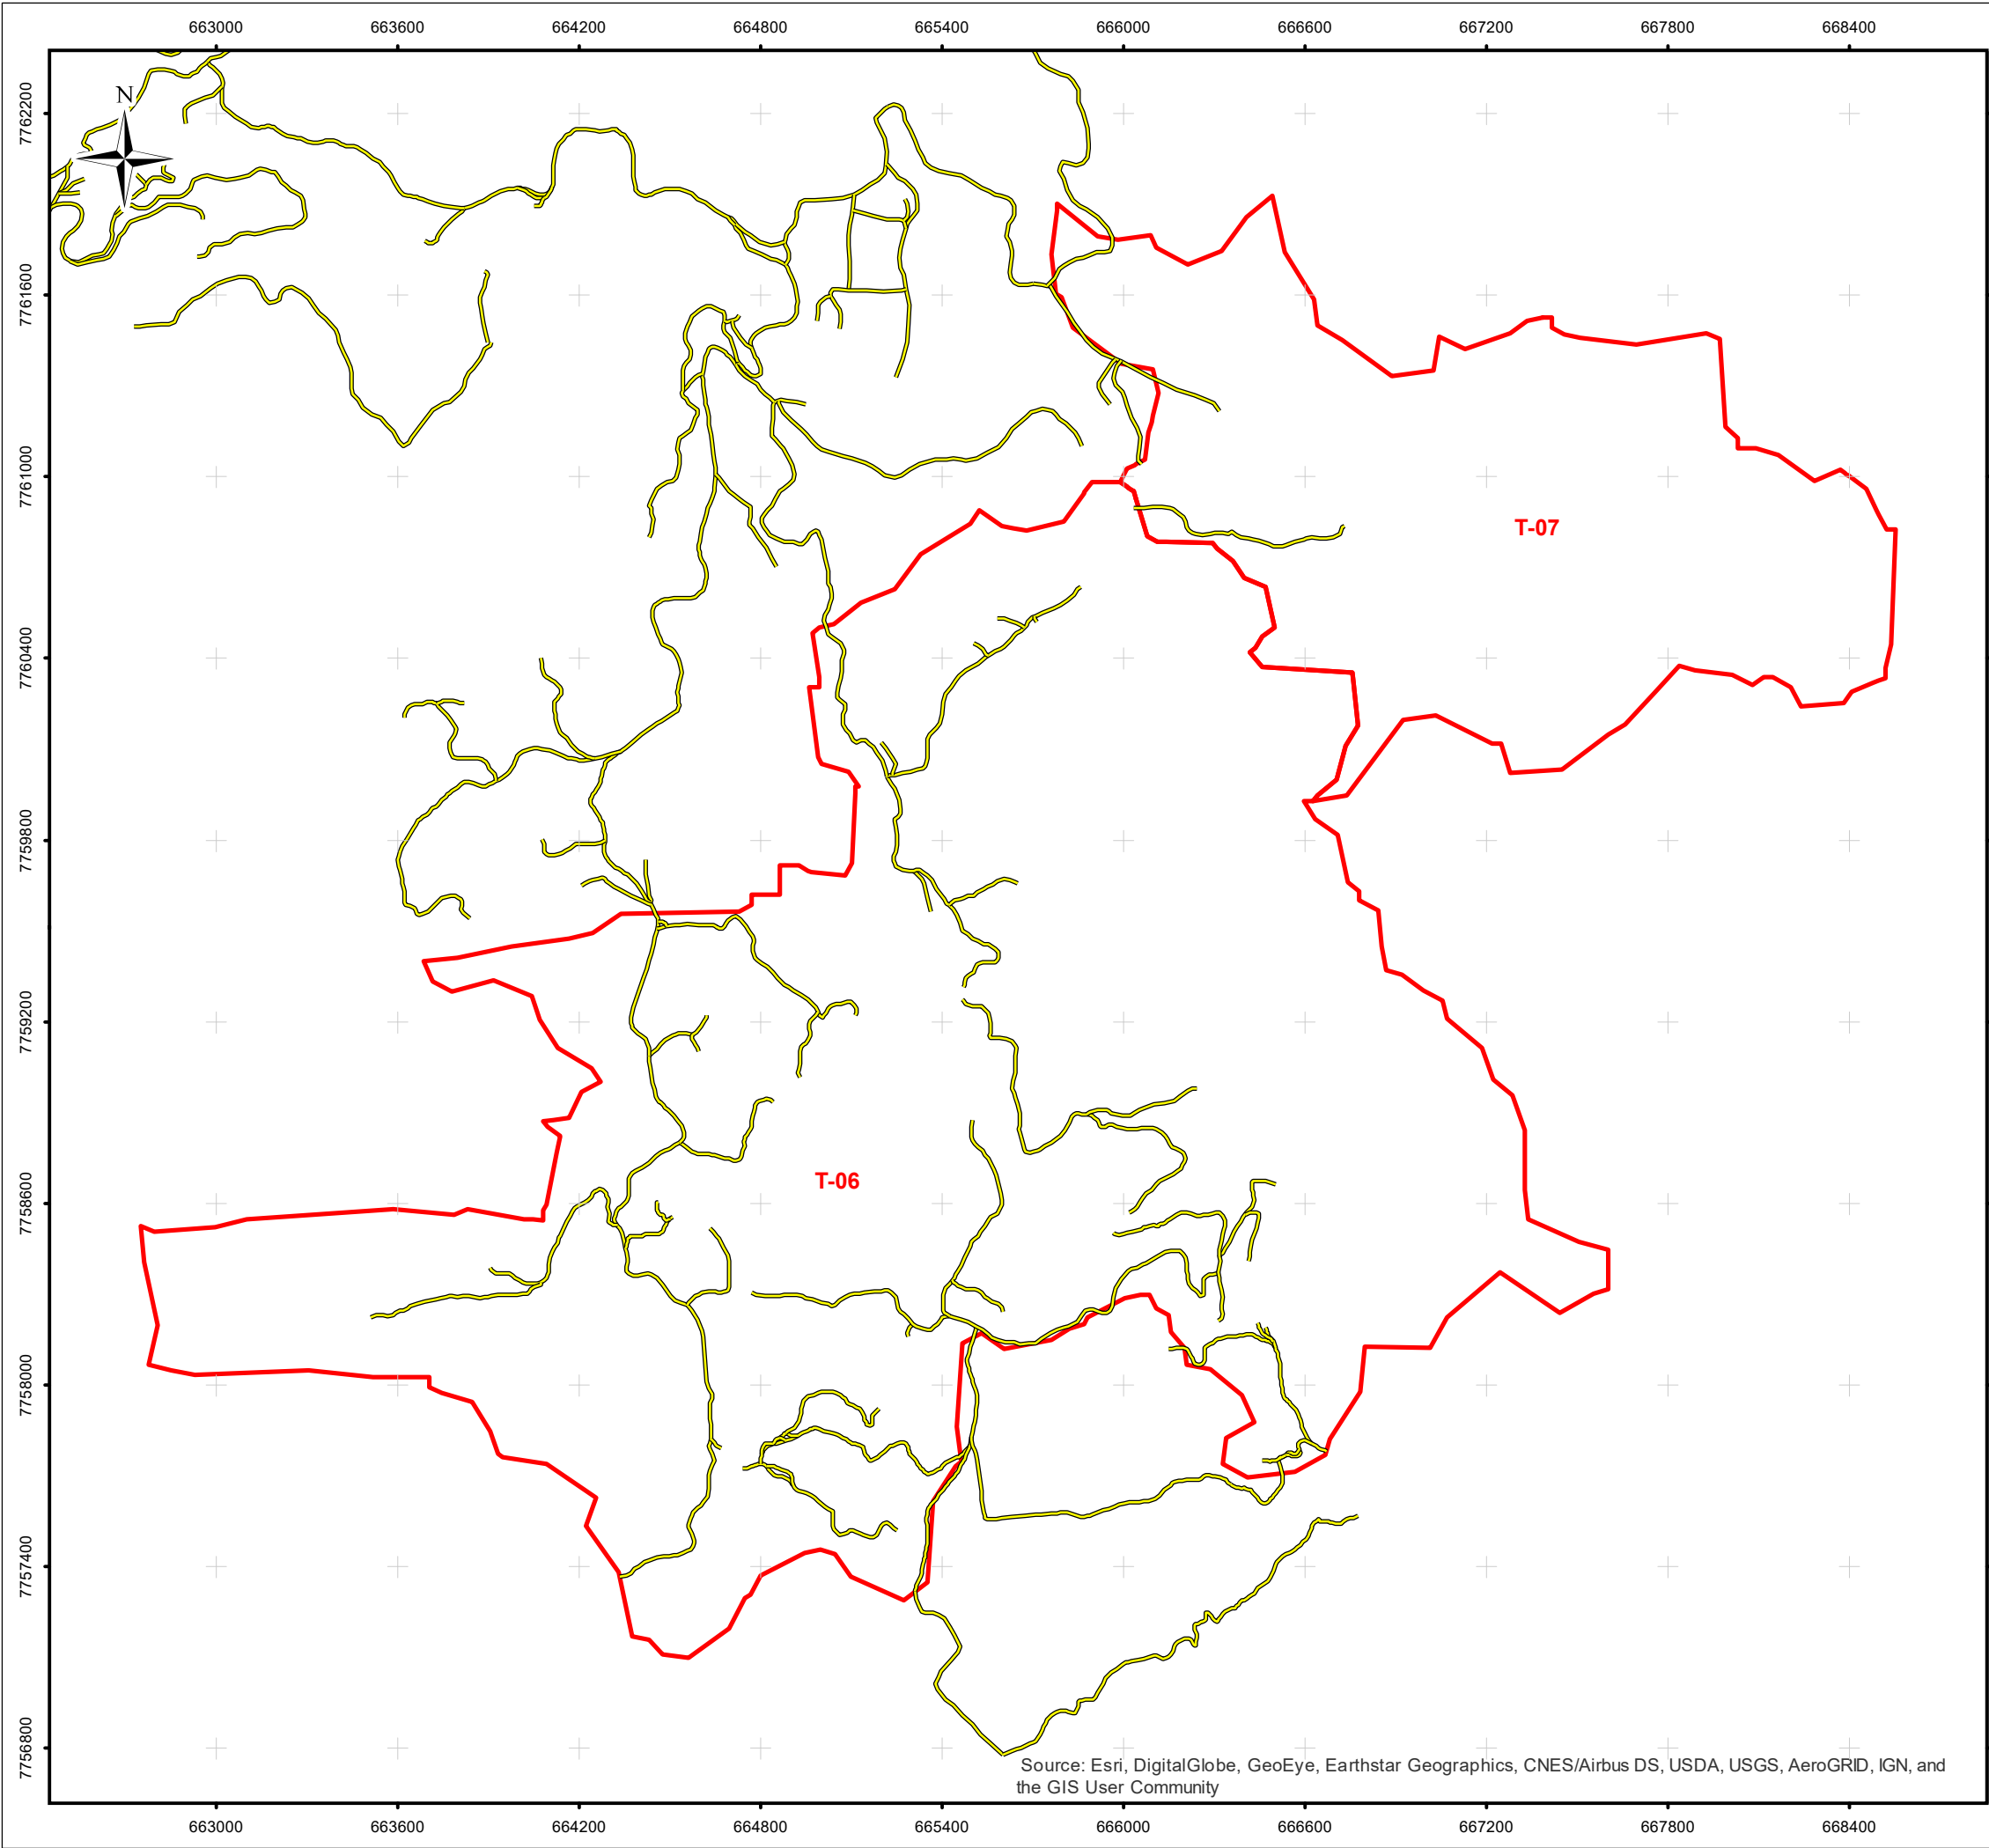 663000 663600 664200 664800 665400 666000 666600 667200 667800 668400
N
7762200
7761600
7761000
T-07
7760400
7759800
7759200
T-06
7758600
7758000
7757400
7756800
Source: Esri, DigitalGlobe, GeoEye, Earthstar Geographics, CNES/Airbus DS, USDA, USGS, AeroGRID, IGN, and
the GIS User Community
663000 663600 664200 664800 665400 666000 666600 667200 667800 668400